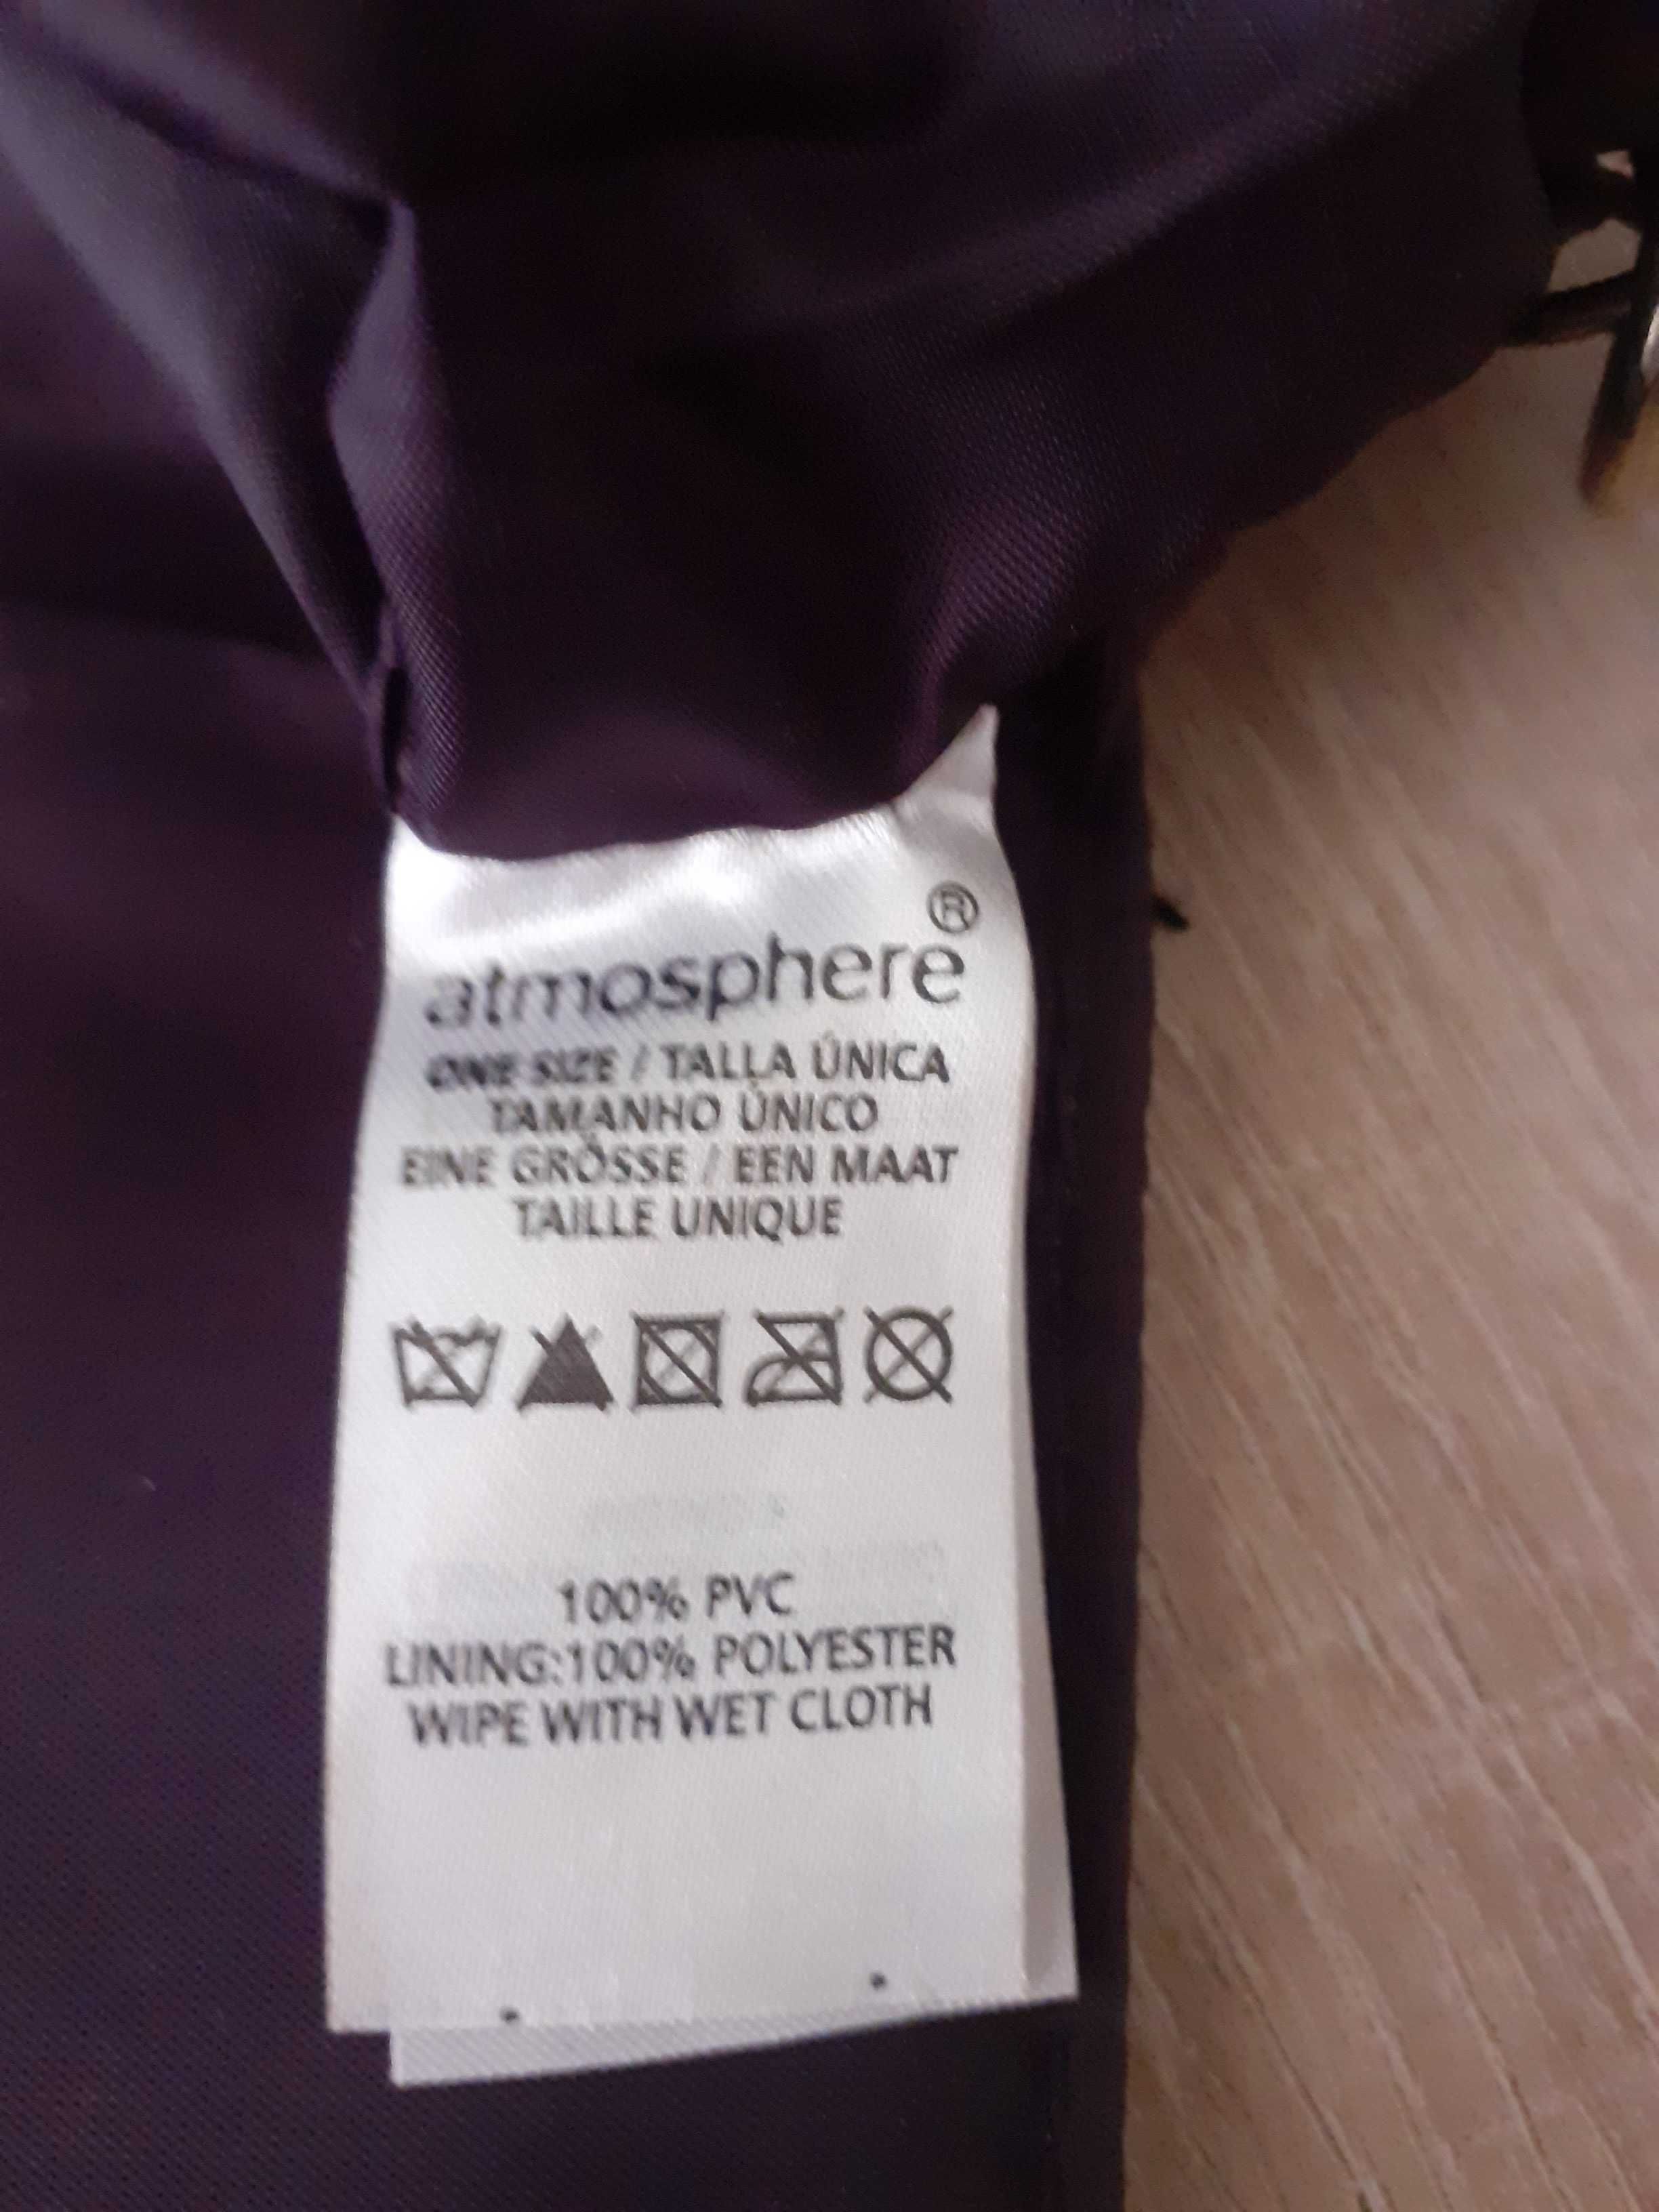 atmosphere®
ONE SIZE / TALLA ÚNICA
TAMANHO ÚNICO
EINE GRÖSSE / EEN MAAT
TAILLE UNIQUE
100% PVC
LINING:100% POLYESTER
WIPE WITH WET CLOTH